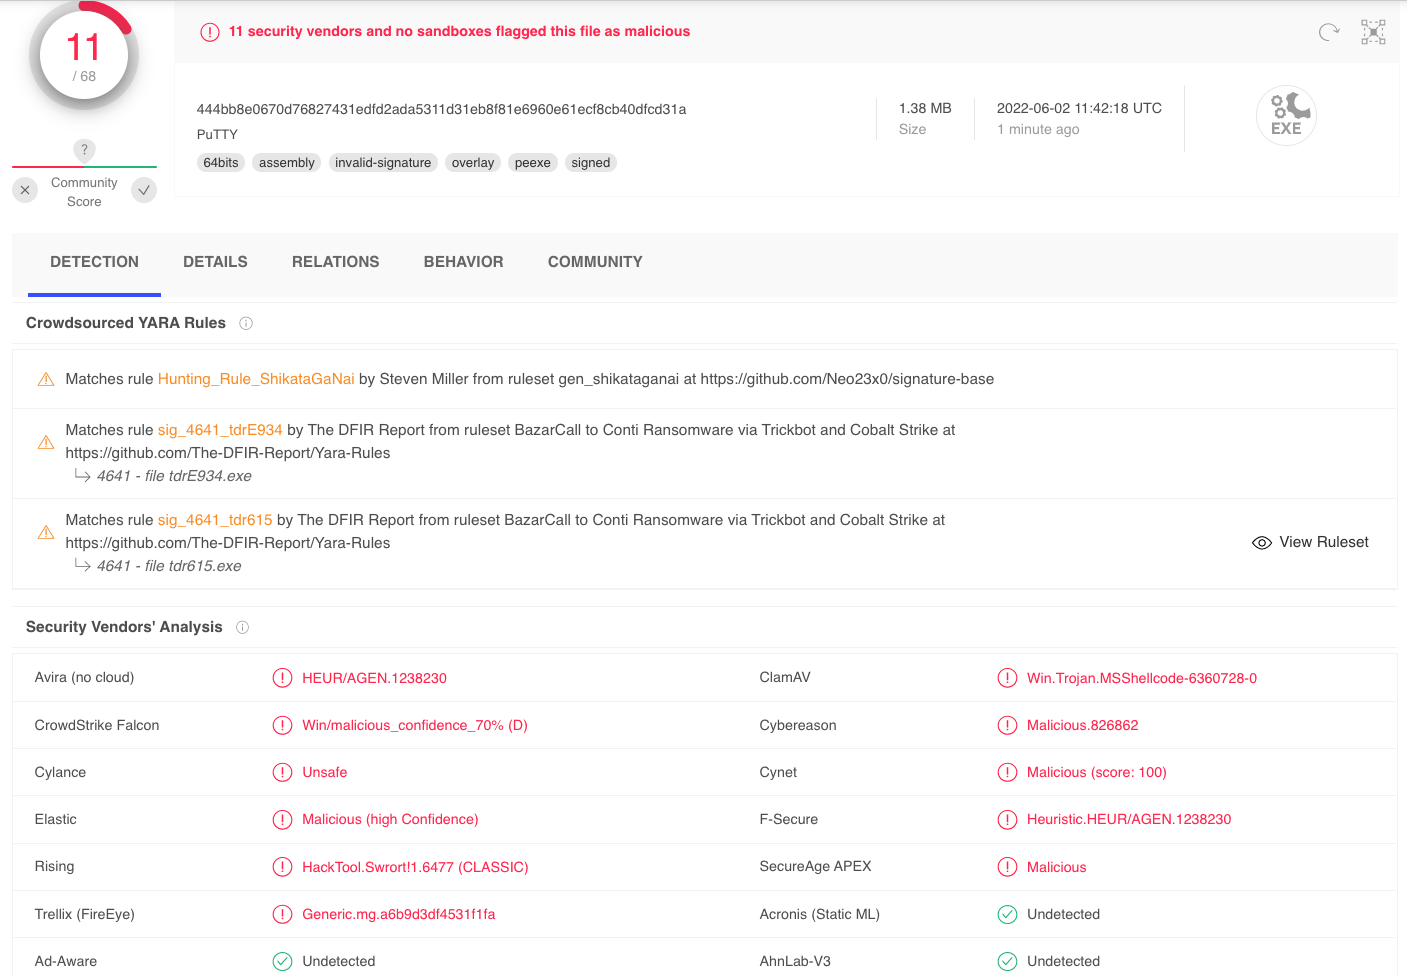 11
/ 68
?
Community
Score
11 security vendors and no sandboxes flagged this file as malicious
444bb8e0670d76827431edfd2ada5311d31eb8f81e6960e61ecf8cb40dfcd31a
PuTTY
64bits assembly invalid-signature overlay peexe signed
1.38 MB
Size
2022-06-02 11:42:18 UTC
1 minute ago
EXE
DETECTION DETAILS RELATIONS BEHAVIOR COMMUNITY
Crowdsourced YARA Rules
Matches rule Hunting_Rule_ShikataGaNai by Steven Miller from ruleset gen_shikataganai at https://github.com/Neo23x0/signature-base
Matches rule sig_4641_tdrE934 by The DFIR Report from ruleset BazarCall to Conti Ransomware via Trickbot and Cobalt Strike at
https://github.com/The-DFIR-Report/Yara-Rules
4641 - file tdrE934.exe
Matches rule sig_4641_tdr615 by The DFIR Report from ruleset BazarCall to Conti Ransomware via Trickbot and Cobalt Strike at
https://github.com/The-DFIR-Report/Yara-Rules
4641 - file tdr615.exe
View Ruleset
Security Vendors' Analysis
Avira (no cloud) HEUR/AGEN.1238230 ClamAV Win.Trojan.MSShellcode-6360728-0
CrowdStrike Falcon Win/malicious_confidence_70% (D) Cybereason Malicious.826862
Cylance Unsafe Cynet Malicious (score: 100)
Elastic Malicious (high Confidence) F-Secure Heuristic.HEUR/AGEN.1238230
Rising HackTool.Swrort!1.6477 (CLASSIC) SecureAge APEX Malicious
Trellix (FireEye) Generic.mg.a6b9d3df4531f1fa Acronis (Static ML) Undetected
Ad-Aware Undetected AhnLab-V3 Undetected